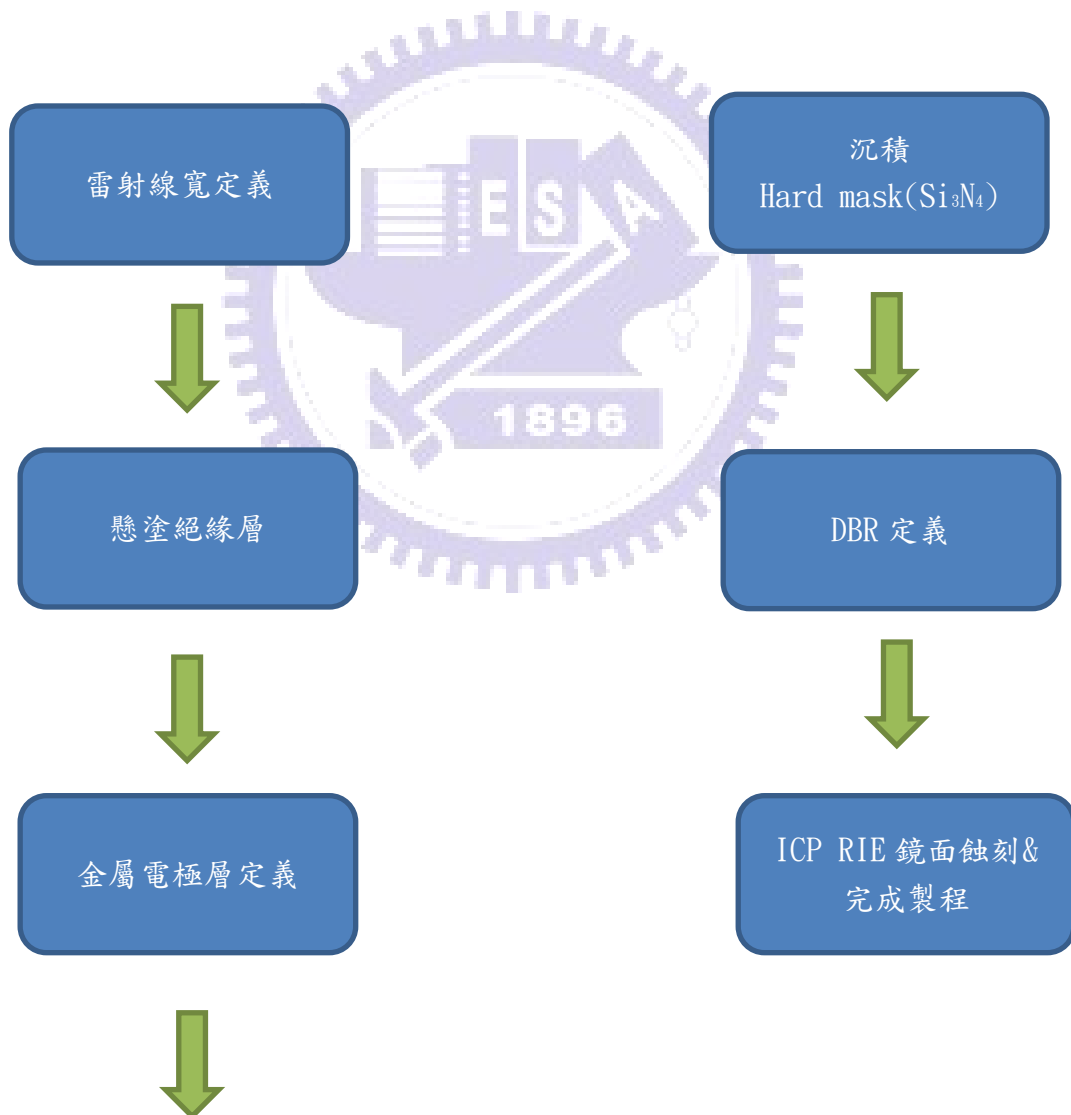 雷射線寬定義
懸塗絕緣層
金屬電極層定義
沉積
Hard mask(Si₃N₄)
DBR 定義
ICP RIE 鏡面蝕刻&
完成製程
ESA
1896